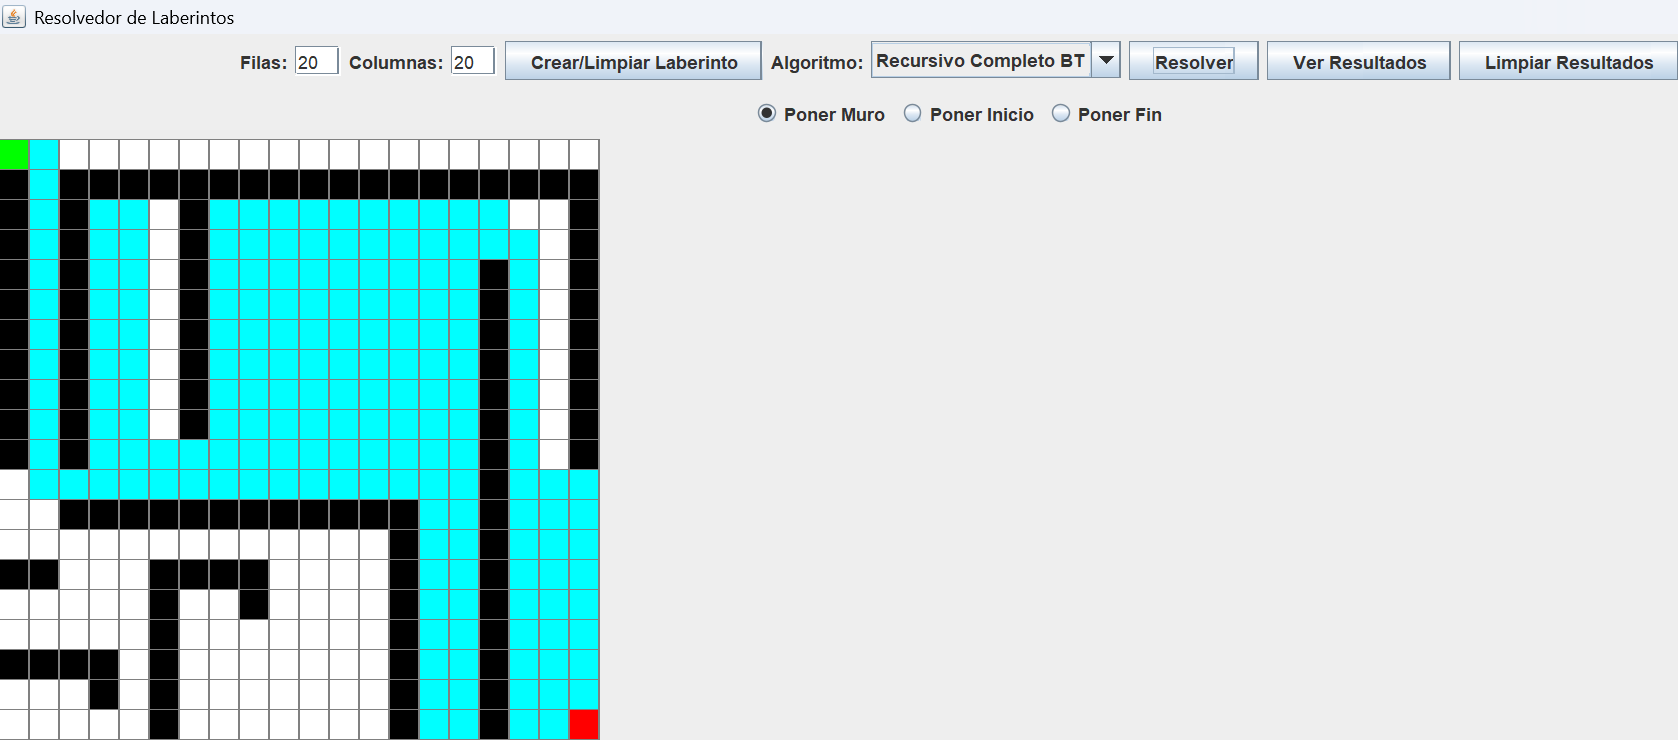 Resolvedor de Laberintos
Filas: 20 Columnas: 20 Crear/Limpiar Laberinto Algoritmo: Recursivo Completo BT Resolver Ver Resultados Limpiar Resultados
Poner Muro Poner Inicio Poner Fin